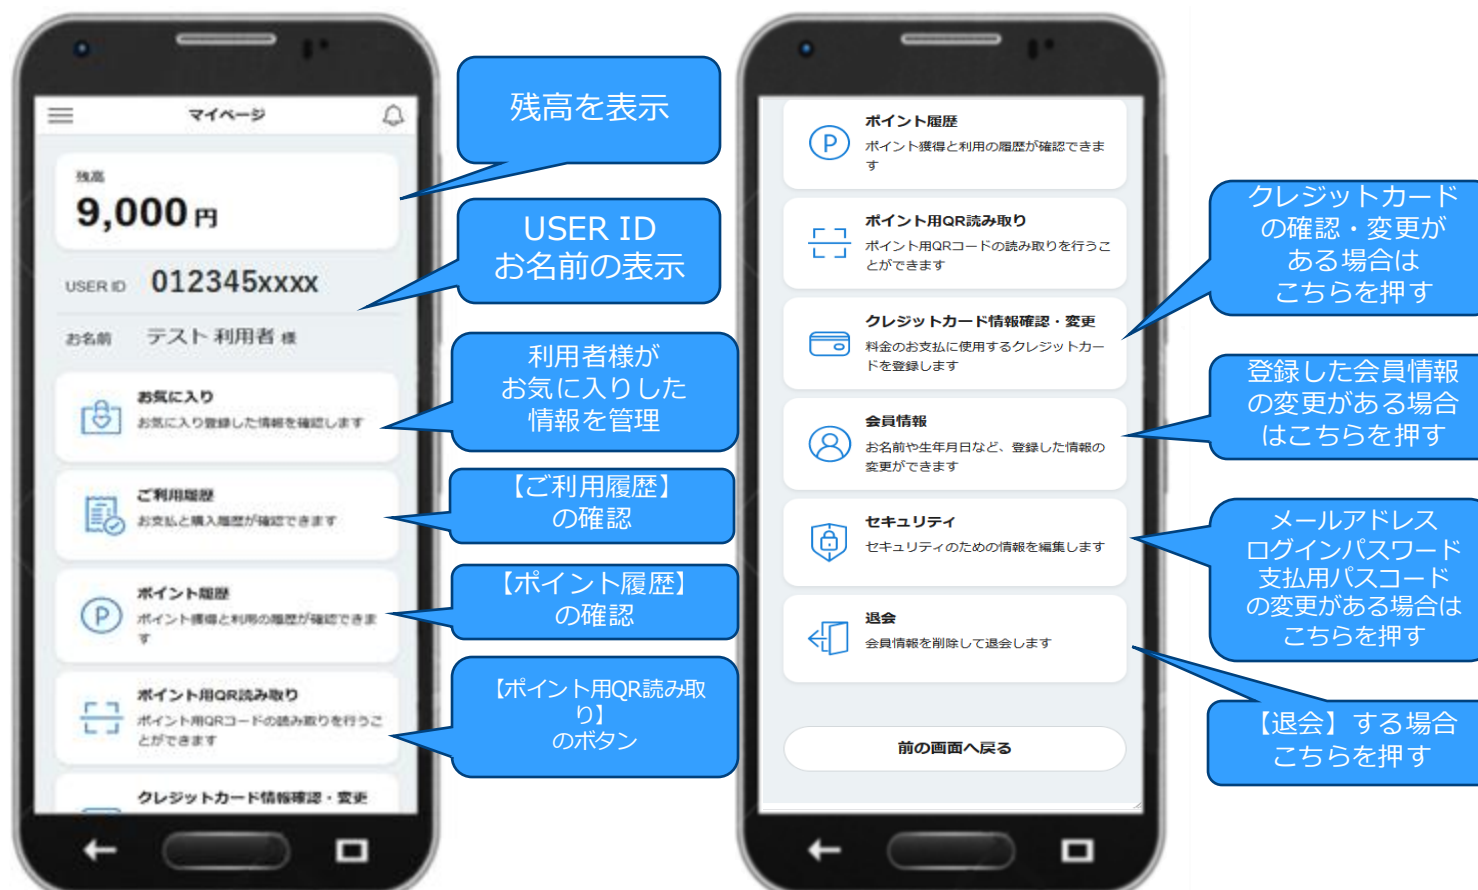 マイページ
残高
9,000 円
USER ID 012345xxxx
お名前 テスト 利用者 様
お気に入り
お気に入り登録した情報を確認します
ご利用履歴
お支払と購入履歴が確認できます
ポイント履歴
ポイント獲得と利用の履歴が確認できま
す
ポイント用QR読み取り
ポイント用QRコードの読み取りを行うこ
とができます
クレジットカード情報確認・変更
残高を表示
USER ID
お名前の表示
利用者様が
お気に入りした
情報を管理
【ご利用履歴】
の確認
【ポイント履歴】
の確認
【ポイント用QR読み取
り】
のボタン
ポイント履歴
ポイント獲得と利用の履歴が確認できま
す
ポイント用QR読み取り
ポイント用QRコードの読み取りを行うこ
とができます
クレジットカード情報確認・変更
料金のお支払に使用するクレジットカー
ドを登録します
会員情報
お名前や生年月日など、登録した情報の
変更ができます
セキュリティ
セキュリティのための情報を編集します
退会
会員情報を削除して退会します
前の画面へ戻る
クレジットカード
の確認・変更が
ある場合は
こちらを押す
登録した会員情報
の変更がある場合
はこちらを押す
メールアドレス
ログインパスワード
支払用パスコード
の変更がある場合は
こちらを押す
【退会】する場合
こちらを押す